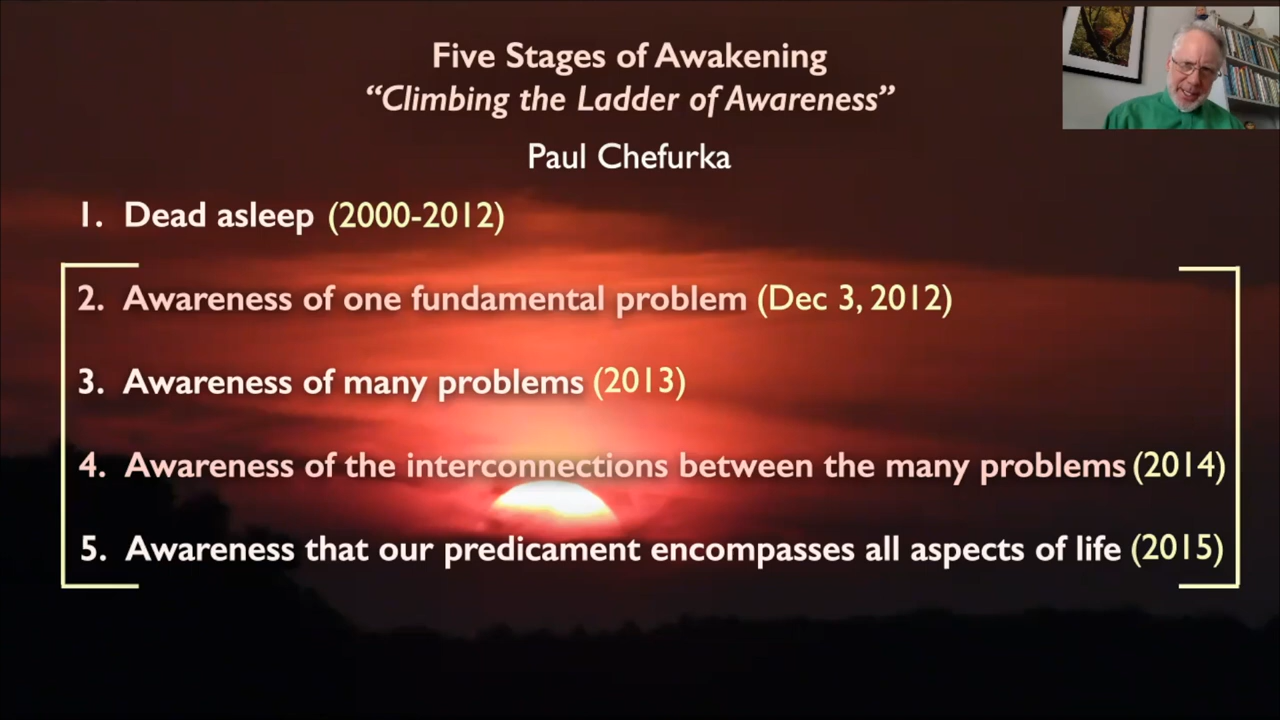 Five Stages of Awakening
“Climbing the Ladder of Awareness”
Paul Chefurka
1. Dead asleep (2000-2012)
2. Awareness of one fundamental problem (Dec 3, 2012)
3. Awareness of many problems (2013)
4. Awareness of the interconnections between the many problems (2014)
5. Awareness that our predicament encompasses all aspects of life (2015)